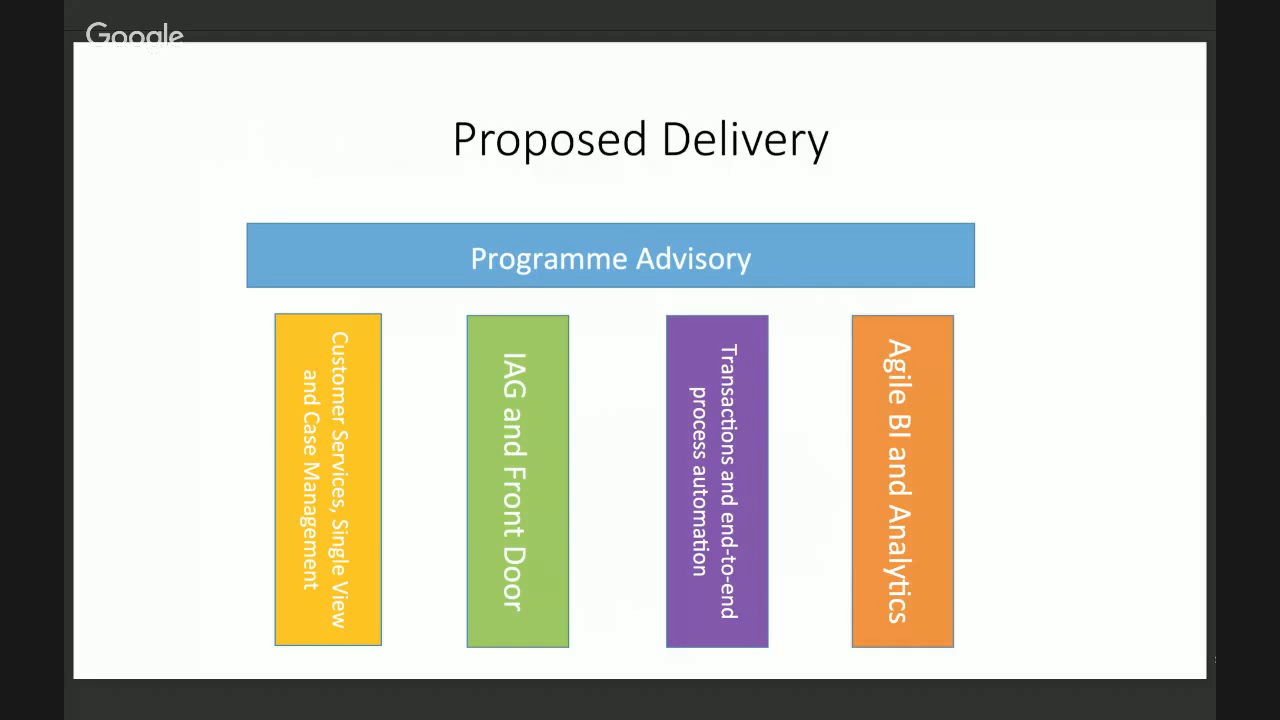 Google
Proposed Delivery
Programme Advisory
Customer Services, Single View
and Case Management
IAG and Front Door
Transactions and end-to-end
process automation
Agile BI and Analytics